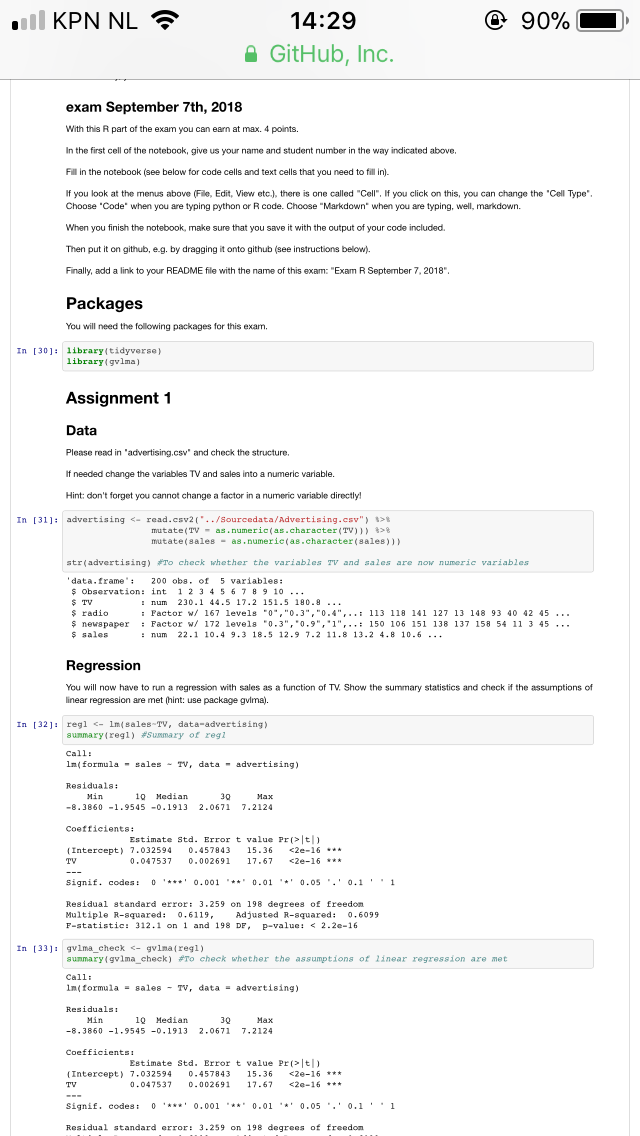 KPN NL 14:29 90%
GitHub, Inc.
exam September 7th, 2018
With this R part of the exam you can earn at max. 4 points.
In the first cell of the notebook, give us your name and student number in the way indicated above.
Fill in the notebook (see below for code cells and text cells that you need to fill in).
If you look at the menus above (File, Edit, View etc.), there is one called "Cell". If you click on this, you can change the "Cell Type".
Choose "Code" when you are typing python or R code. Choose "Markdown" when you are typing, well, markdown.
When you finish the notebook, make sure that you save it with the output of your code included.
Then put it on github, e.g. by dragging it onto github (see instructions below).
Finally, add a link to your README file with the name of this exam: "Exam R September 7, 2018".
Packages
You will need the following packages for this exam.
In [30]: library(tidyverse)
library(gvlma)
Assignment 1
Data
Please read in "advertising.csv" and check the structure.
If needed change the variables TV and sales into a numeric variable.
Hint: don't forget you cannot change a factor in a numeric variable directly!
In [31]: advertising <- read.csv2("../Sourcedata/Advertising.csv") %>%
mutate(TV = as.numeric(as.character(TV))) %>%
mutate(sales = as.numeric(as.character(sales)))
str(advertising) #To check whether the variables TV and sales are now numeric variables
'data.frame': 200 obs. of 5 variables:
$ Observation: int 1 2 3 4 5 6 7 8 9 10 ...
$ TV : num 230.1 44.5 17.2 151.5 180.8 ...
$ radio : Factor w/ 167 levels "0","0.3","0.4",..: 113 118 141 127 13 148 93 40 42 45 ...
$ newspaper : Factor w/ 172 levels "0.3","0.9","1",..: 150 106 151 138 137 158 54 11 3 45 ...
$ sales : num 22.1 10.4 9.3 18.5 12.9 7.2 11.8 13.2 4.8 10.6 ...
Regression
You will now have to run a regression with sales as a function of TV. Show the summary statistics and check if the assumptions of
linear regression are met (hint: use package gvlma).
In [32]: reg1 <- lm(sales~TV, data=advertising)
summary(reg1) #Summary of reg1
Call:
lm(formula = sales ~ TV, data = advertising)
Residuals:
Min 1Q Median 3Q Max
-8.3860 -1.9545 -0.1913 2.0671 7.2124
Coefficients:
Estimate Std. Error t value Pr(>|t|)
(Intercept) 7.032594 0.457843 15.36 <2e-16 ***
TV 0.047537 0.002691 17.67 <2e-16 ***
---
Signif. codes: 0 '***' 0.001 '**' 0.01 '*' 0.05 '.' 0.1 ' ' 1
Residual standard error: 3.259 on 198 degrees of freedom
Multiple R-squared: 0.6119, Adjusted R-squared: 0.6099
F-statistic: 312.1 on 1 and 198 DF, p-value: < 2.2e-16
In [33]: gvlma_check <- gvlma(reg1)
summary(gvlma_check) #To check whether the assumptions of linear regression are met
Call:
lm(formula = sales ~ TV, data = advertising)
Residuals:
Min 1Q Median 3Q Max
-8.3860 -1.9545 -0.1913 2.0671 7.2124
Coefficients:
Estimate Std. Error t value Pr(>|t|)
(Intercept) 7.032594 0.457843 15.36 <2e-16 ***
TV 0.047537 0.002691 17.67 <2e-16 ***
---
Signif. codes: 0 '***' 0.001 '**' 0.01 '*' 0.05 '.' 0.1 ' ' 1
Residual standard error: 3.259 on 198 degrees of freedom